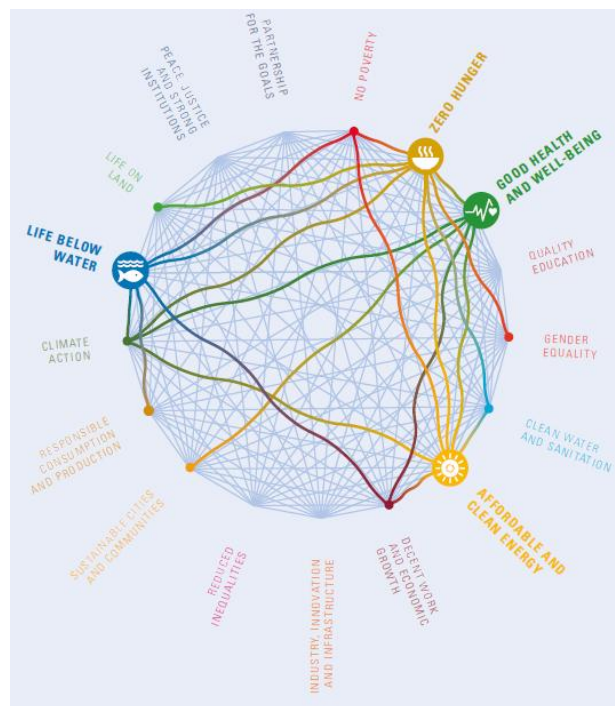 PARTNERSHIP
FOR THE GOALS
NO POVERTY
ZERO HUNGER
GOOD HEALTH
AND WELL-BEING
QUALITY
EDUCATION
GENDER
EQUALITY
CLEAN WATER
AND SANITATION
AFFORDABLE AND
CLEAN ENERGY
DECENT WORK
AND ECONOMIC
GROWTH
INDUSTRY, INNOVATION
AND INFRASTRUCTURE
REDUCED
INEQUALITIES
SUSTAINABLE CITIES
AND COMMUNITIES
RESPONSIBLE
CONSUMPTION
AND PRODUCTION
CLIMATE
ACTION
LIFE BELOW
WATER
LIFE ON
LAND
PEACE JUSTICE
AND STRONG
INSTITUTIONS